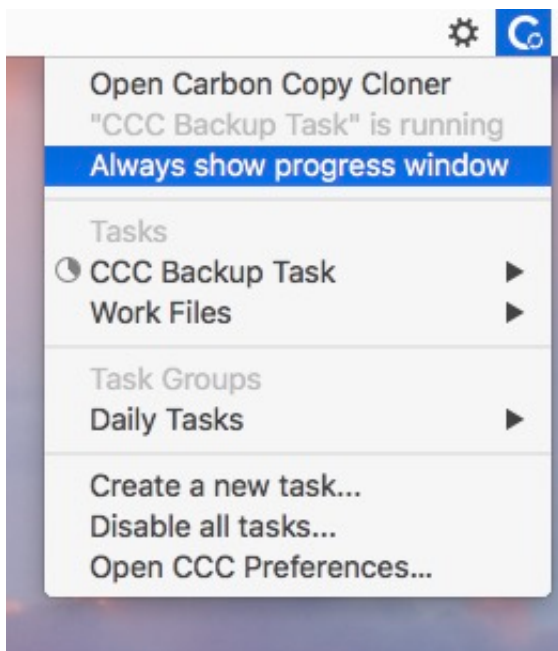 Open Carbon Copy Cloner
"CCC Backup Task" is running
Always show progress window
Tasks
CCC Backup Task
Work Files
Task Groups
Daily Tasks
Create a new task...
Disable all tasks...
Open CCC Preferences...